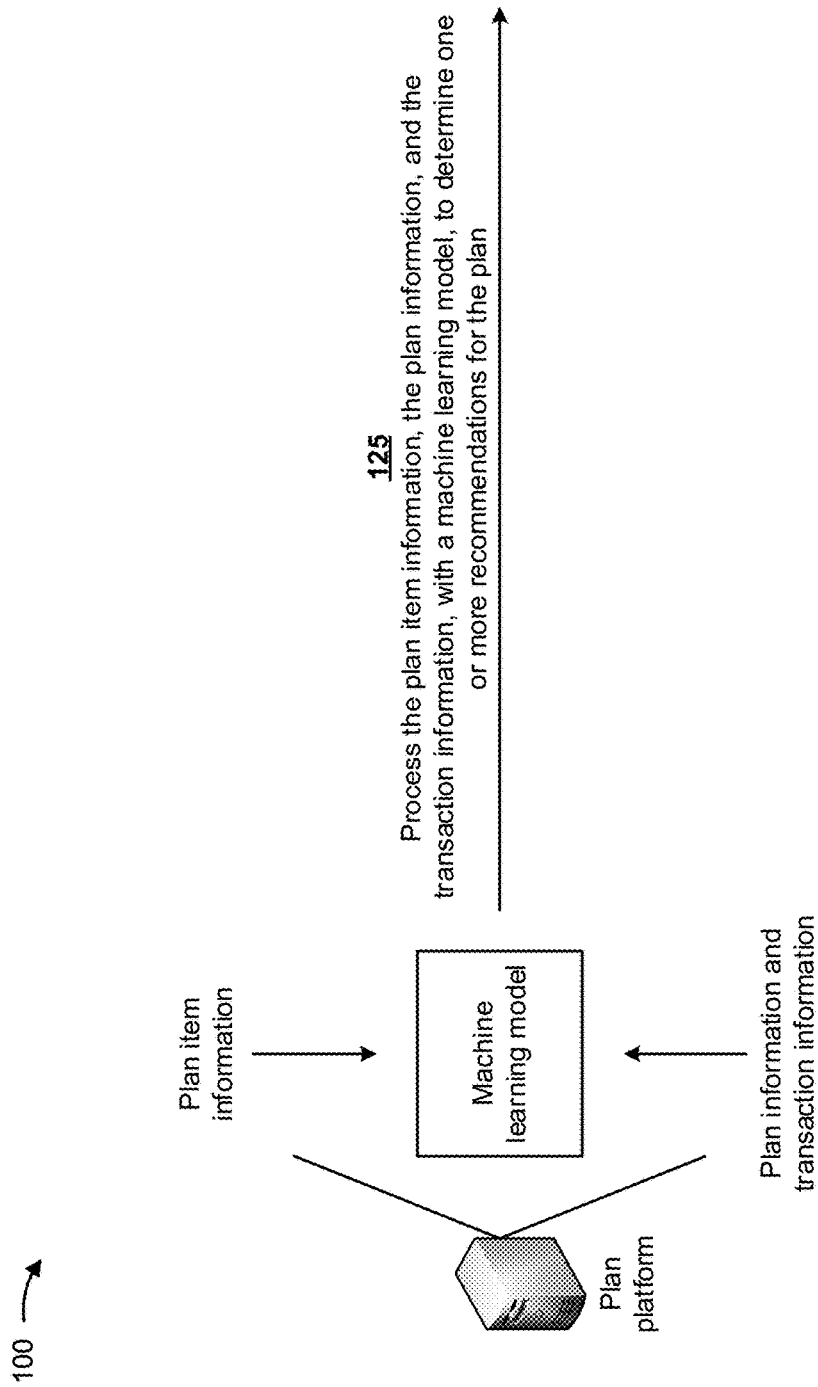 100
125
Process the plan item information, the plan information, and the
transaction information, with a machine learning model, to determine one
or more recommendations for the plan
Plan item
information
Machine
learning model
Plan information and
transaction information
Plan
platform